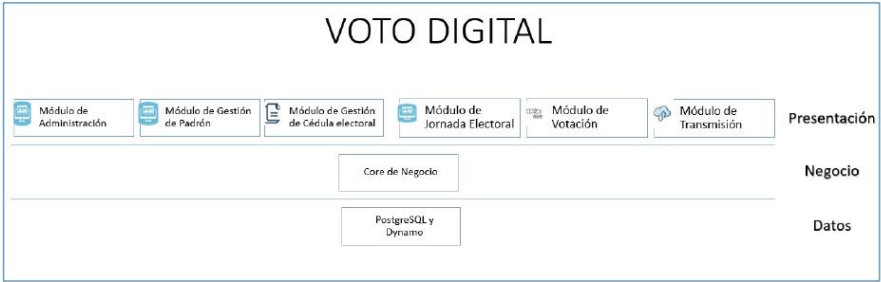 VOTO DIGITAL
Módulo de
Administración
Módulo de Gestión
de Padrón
Módulo de Gestión
de Cédula electoral
Módulo de
Jornada Electoral
Módulo de
Votación
Módulo de
Transmisión
Presentación
Core de Negocio
Negocio
PostgreSQL y
Dynamo
Datos